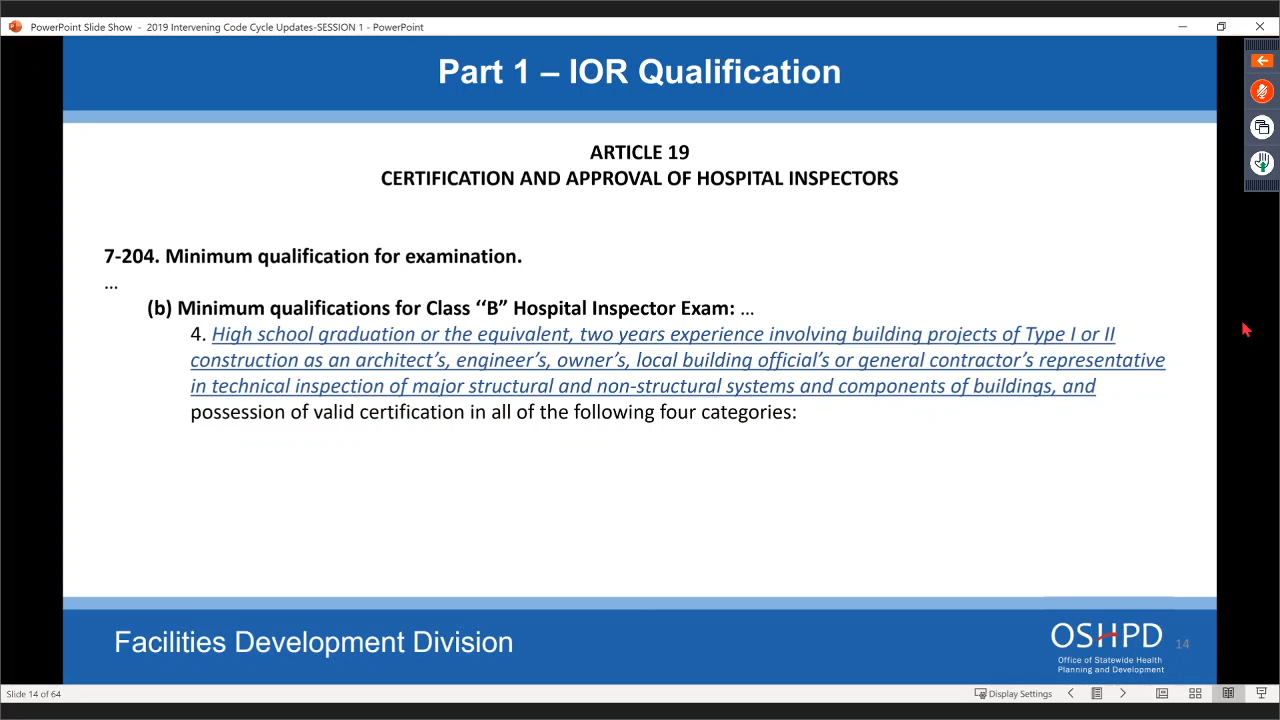 PowerPoint Slide Show - 2019 Intervening Code Cycle Updates-SESSION 1 - PowerPoint
Part 1 – IOR Qualification
ARTICLE 19
CERTIFICATION AND APPROVAL OF HOSPITAL INSPECTORS
7-204. Minimum qualification for examination.
...
(b) Minimum qualifications for Class ‘‘B” Hospital Inspector Exam: ...
4. High school graduation or the equivalent, two years experience involving building projects of Type I or II
construction as an architect’s, engineer’s, owner’s, local building official’s or general contractor’s representative
in technical inspection of major structural and non-structural systems and components of buildings, and
possession of valid certification in all of the following four categories:
Facilities Development Division
OSHPD
Office of Statewide Health
Planning and Development
14
Slide 14 of 64
Display Settings